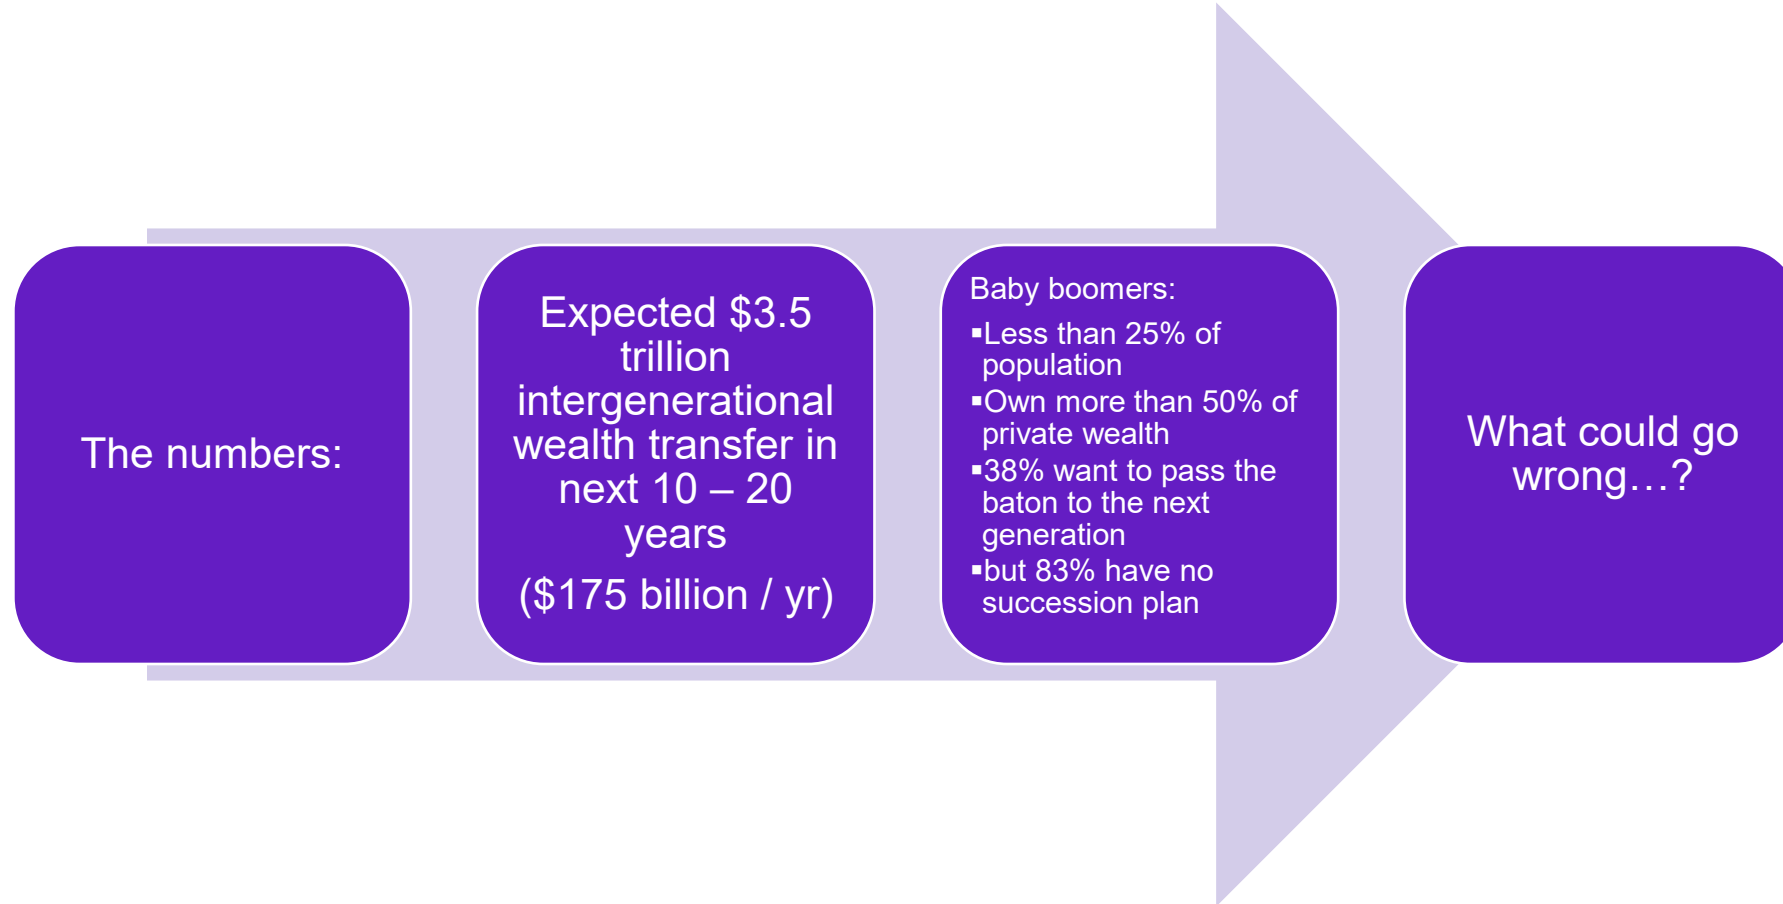 The numbers:
Expected $3.5
trillion
intergenerational
wealth transfer in
next 10 – 20
years
($175 billion / yr)
Baby boomers:
▪Less than 25% of
population
▪Own more than 50% of
private wealth
▪38% want to pass the
baton to the next
generation
▪but 83% have no
succession plan
What could go
wrong…?